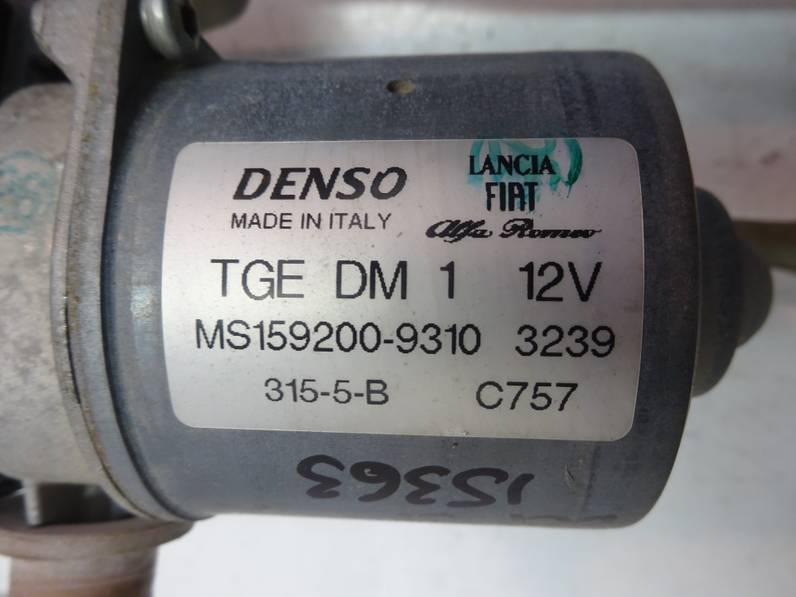 DENSO
MADE IN ITALY
LANCIA
FIAT
Alfa Romeo
TGE DM 1 12V
MS159200-9310 3239
315-5-B C757
15363